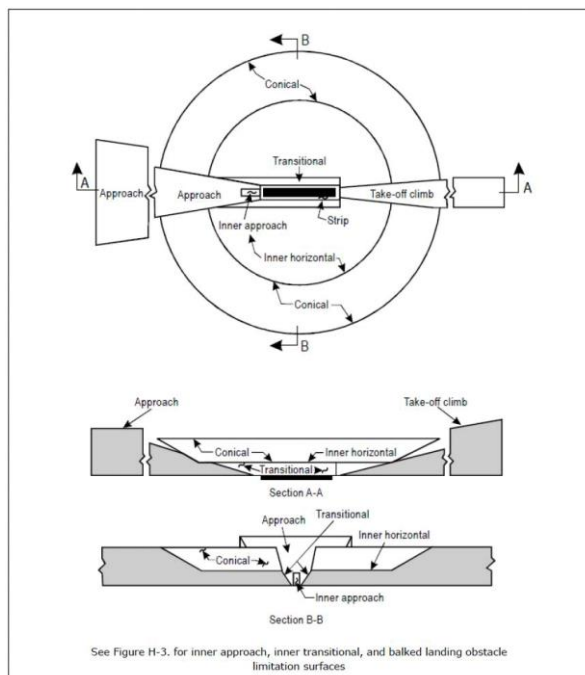 B
Conical
Transitional
A
A
Approach
Approach
Take-off climb
Inner approach
Strip
Inner horizontal
Conical
B
Approach
Take-off climb
Conical
Inner horizontal
Transitional
Section A-A
Transitional
Approach
Inner horizontal
Conical
Inner approach
Section B-B
See Figure H-3. for inner approach, inner transitional, and balked landing obstacle
limitation surfaces